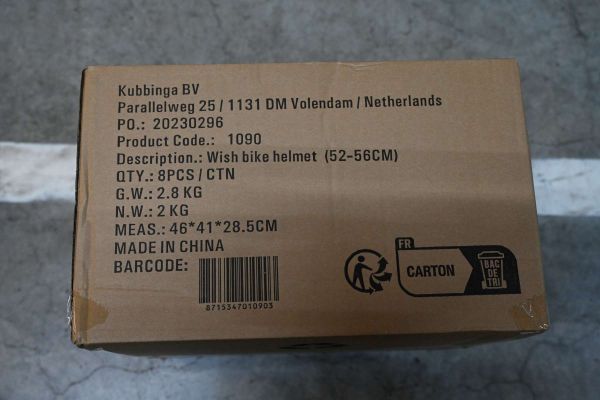 Kubbinga BV
Parallelweg 25 / 1131 DM Volendam / Netherlands
PO.: 20230296
Product Code.: 1090
Description.: Wish bike helmet (52-56CM)
QTY.: 8PCS / CTN
G.W.: 2.8 KG
N.W.: 2 KG
MEAS.: 46*41*28.5CM
MADE IN CHINA
BARCODE:
8715347010903
FR
CARTON
BAC
DE
TRI